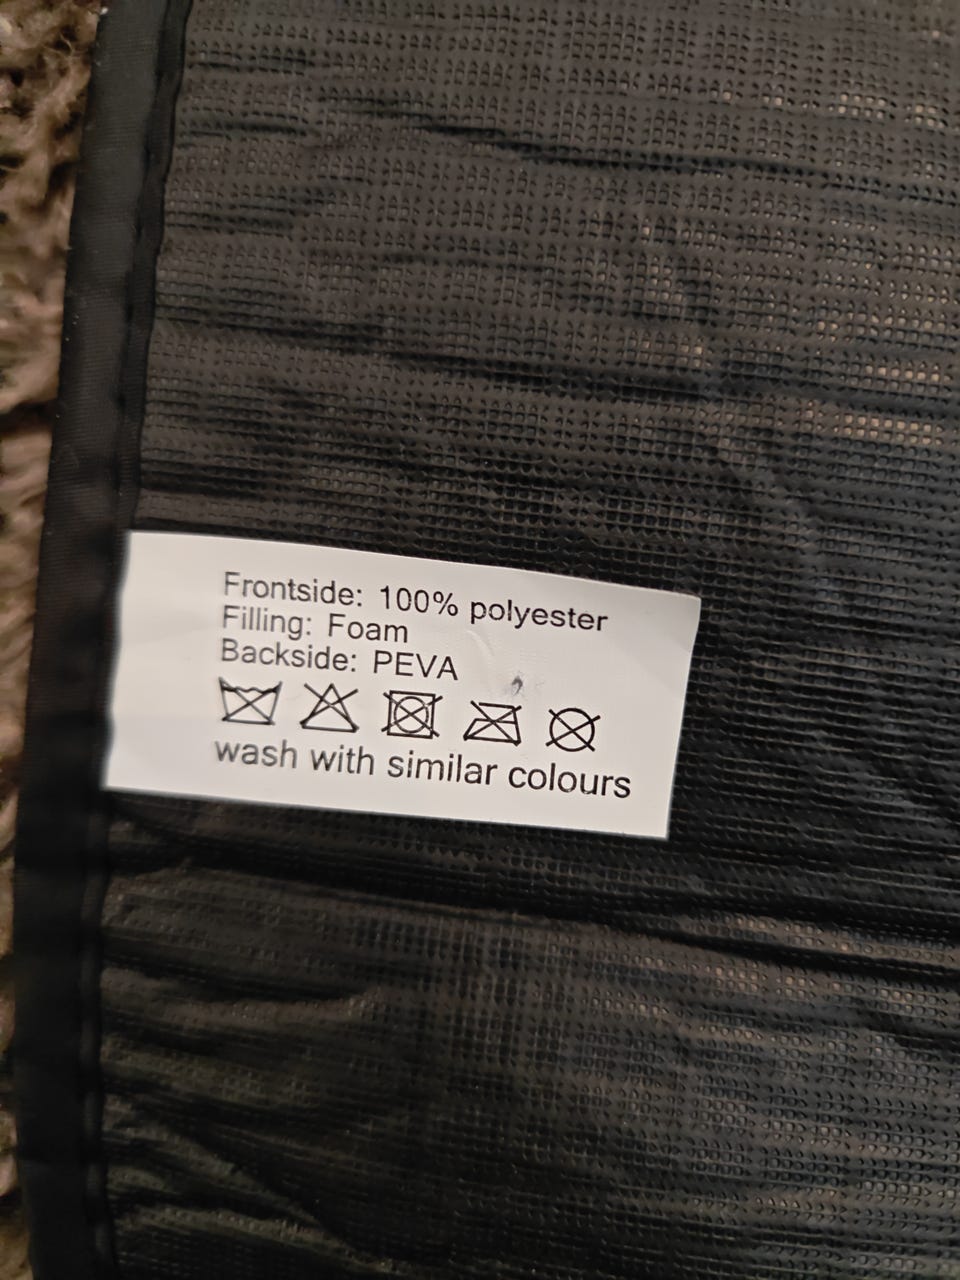 Frontside: 100% polyester
Filling: Foam
Backside: PEVA
wash with similar colours